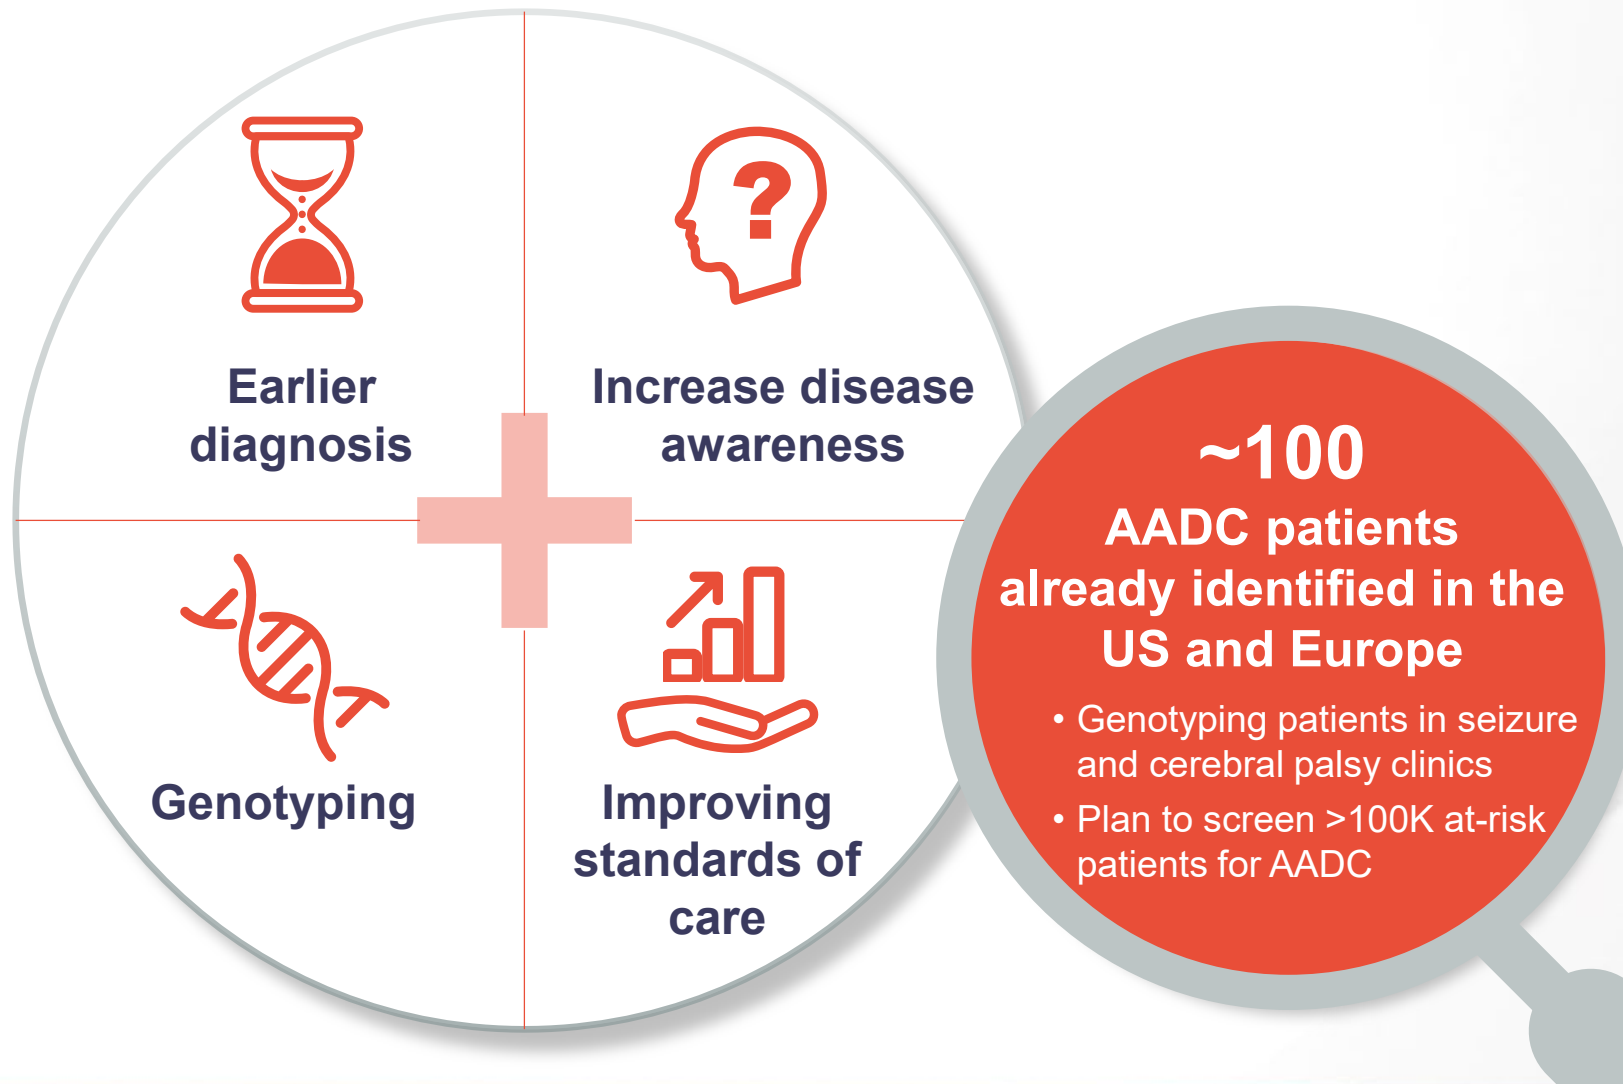 Earlier
diagnosis
?
Increase disease
awareness
Genotyping
Improving
standards of
care
~100
AADC patients
already identified in the
US and Europe
• Genotyping patients in seizure
and cerebral palsy clinics
• Plan to screen >100K at-risk
patients for AADC